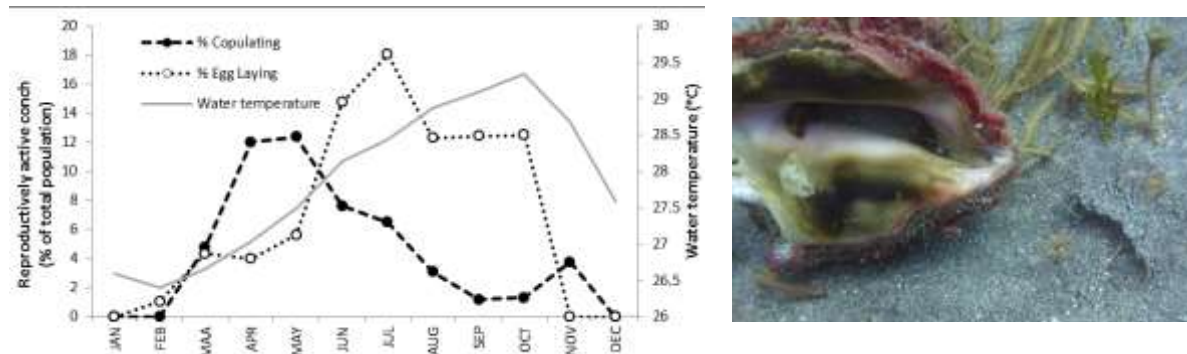 20
18
16
14
12
10
8
6
4
2
0
Reproductively active conch
(% of total population)
% Copulating
% Egg Laying
Water temperature
30
29.5
29
28.5
28
27.5
27
26.5
26
Water temperature (°C)
JAN
FEB
MAA
APR
MAY
JUN
JUL
AUG
SEP
OCT
NOV
DEC